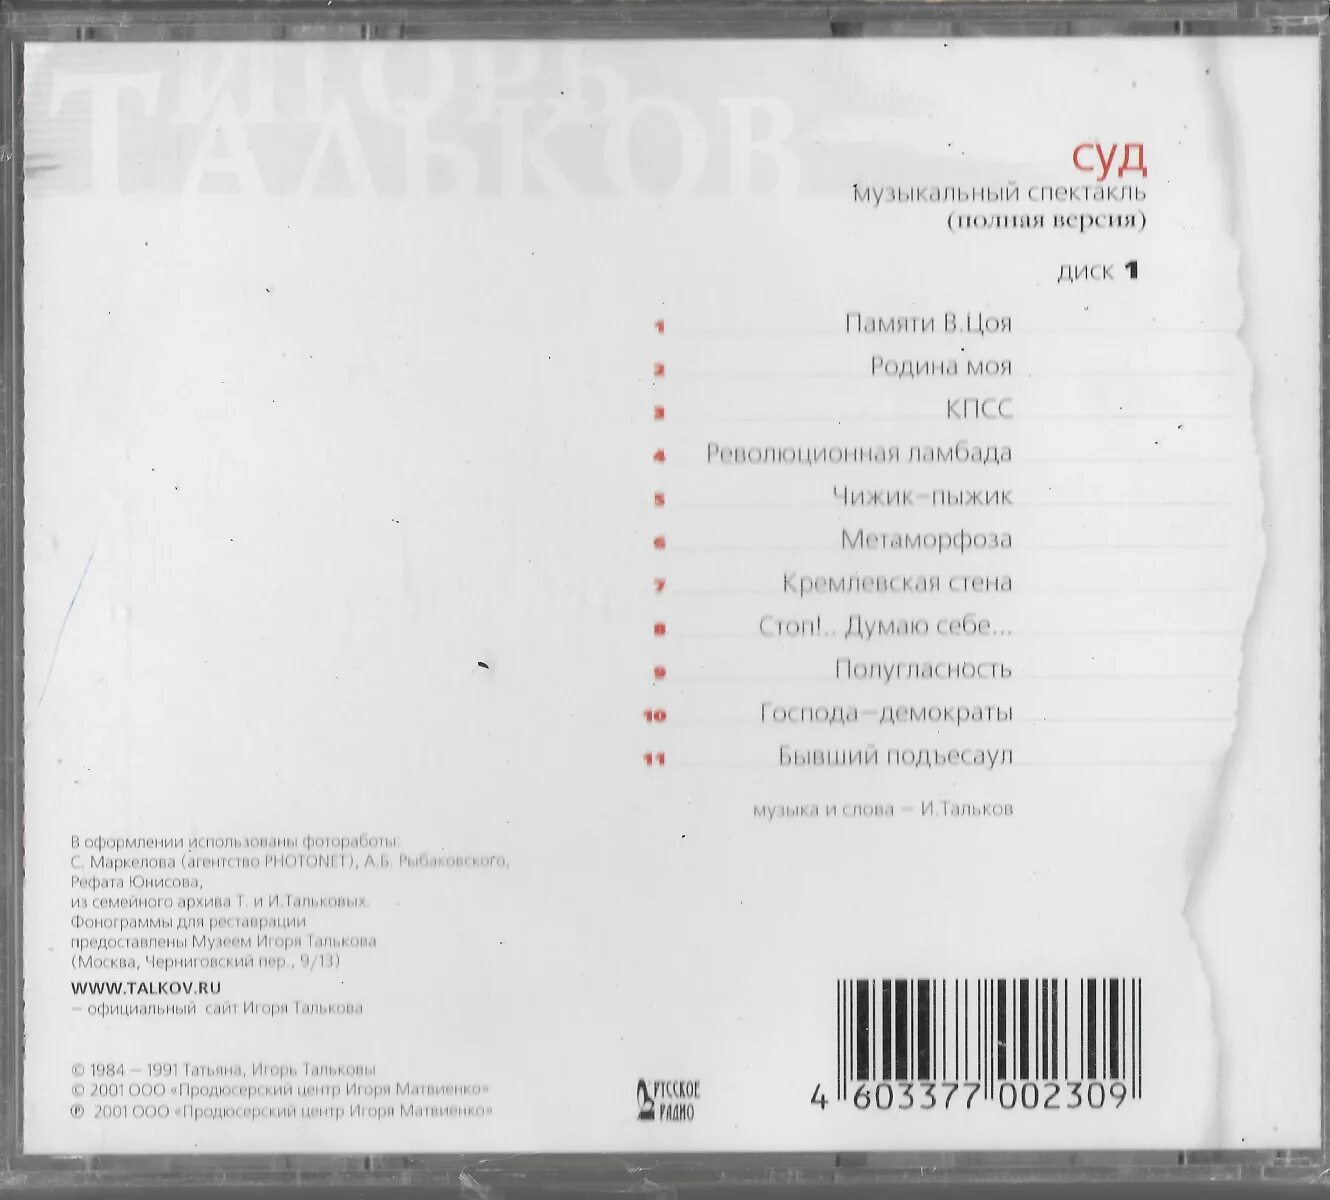 ИГОРЬ
ТАЛЬКОВ
суд
музыкальный спектакль
(полная версия)
диск 1
1 Памяти В.Цоя
2 Родина моя
3 КПСС
4 Революционная ламбада
5 Чижик-пыжик
6 Метаморфоза
7 Кремлевская стена
8 Стоп!.. Думаю себе...
9 Полугласность
10 Господа-демократы
11 Бывший подъесаул
музыка и слова – И.Тальков
В оформлении использованы фотоработы:
С. Маркелова (агентство PHOTONET), А.Б. Рыбаковского,
Рефата Юнисова,
из семейного архива Т. и И.Тальковых.
Фонограммы для реставрации
предоставлены Музеем Игоря Талькова
(Москва, Черниговский пер., 9/13)
WWW.TALKOV.RU
– официальный сайт Игоря Талькова
© 1984 – 1991 Татьяна, Игорь Тальковы
© 2001 ООО «Продюсерский центр Игоря Матвиенко»
℗ 2001 ООО «Продюсерский центр Игоря Матвиенко»
РУССКОЕ
РАДИО
4 603377 002309